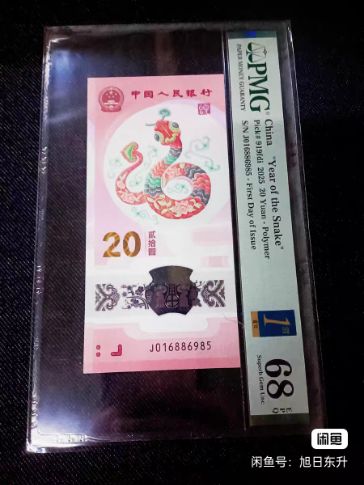 中国人民银行
20
贰拾圆
J016886985
PMG
PAPER MONEY GUARANTY
China "Year of the Snake"
Pick# 919fdi 2025 20 Yuan - Polymer
S/N J016886985 - First Day of Issue
68
EPQ
Superb Gem Unc
闲鱼
闲鱼号：旭日东升